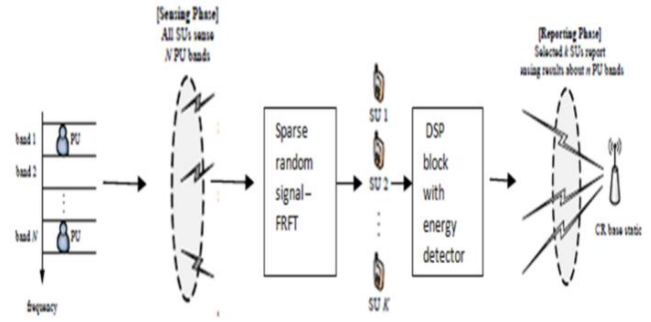 [Sensing Phase]
All SUs sense
N PU bands
[Reporting Phase]
Selected k SUs report
ensing results about n PU bands
band 1
PU
band 2
band N
PU
frequency
Sparse
random
signal–
FRFT
SU 1
SU 2
SU K
DSP
block
with
energy
detector
CR base static